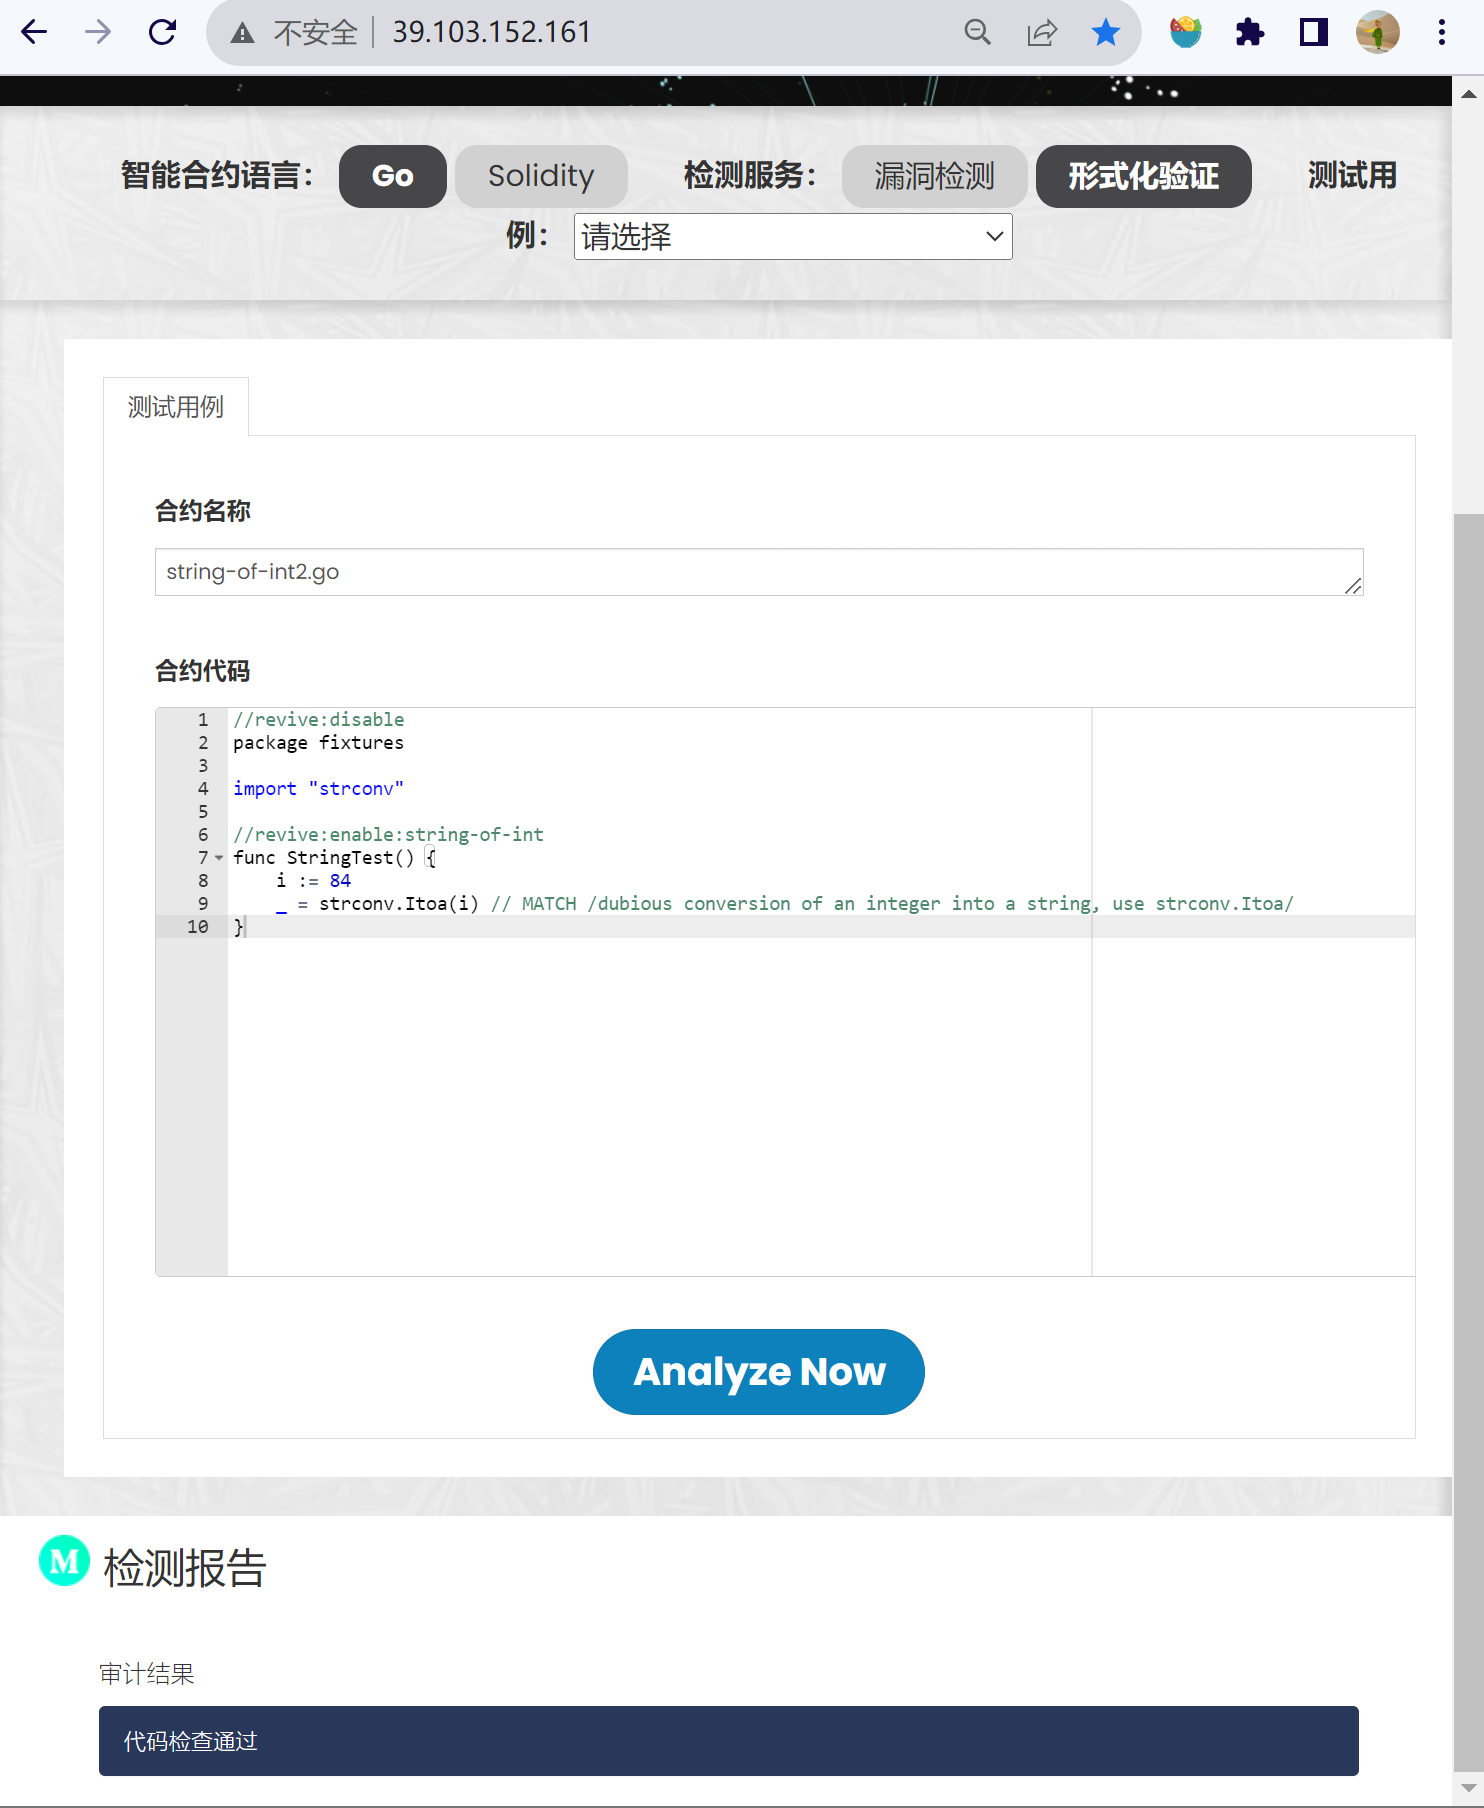 不安全 39.103.152.161
智能合约语言： Go Solidity 检测服务： 漏洞检测 形式化验证 测试用
例： 请选择
测试用例
合约名称
string-of-int2.go
合约代码
1 //revive:disable
2 package fixtures
3
4 import "strconv"
5
6 //revive:enable:string-of-int
7 func StringTest() {
8     i := 84
9     _ = strconv.Itoa(i) // MATCH /dubious conversion of an integer into a string, use strconv.Itoa/
10 }
Analyze Now
M 检测报告
审计结果
代码检查通过